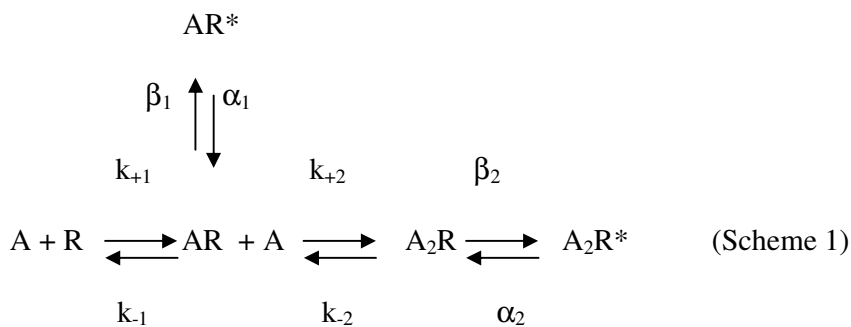 AR*
β₁ α₁
k₊₁ k₊₂ β₂
A + R AR + A A₂R A₂R* (Scheme 1)
k₋₁ k₋₂ α₂